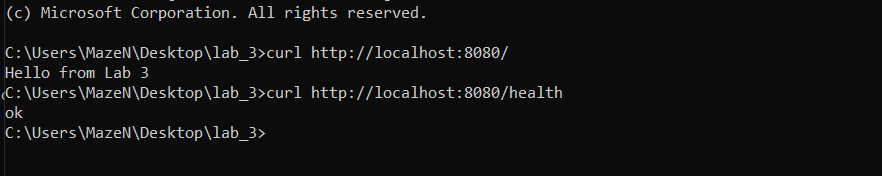 (c) Microsoft Corporation. All rights reserved.
C:\Users\MazeN\Desktop\lab_3>curl http://localhost:8080/
Hello from Lab 3
C:\Users\MazeN\Desktop\lab_3>curl http://localhost:8080/health
ok
C:\Users\MazeN\Desktop\lab_3>